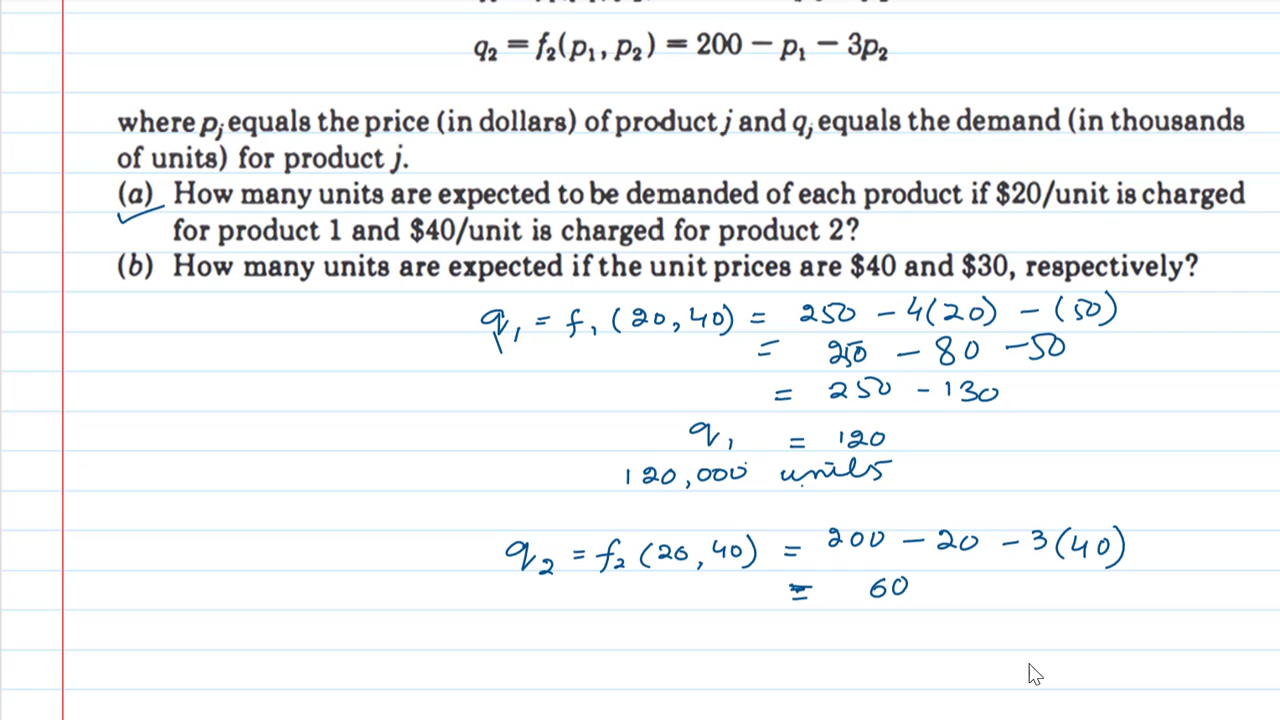 q₂ = f₂(p₁, p₂) = 200 − p₁ − 3p₂
where pⱼ equals the price (in dollars) of product j and qⱼ equals the demand (in thousands
of units) for product j.
(a) How many units are expected to be demanded of each product if $20/unit is charged
for product 1 and $40/unit is charged for product 2?
(b) How many units are expected if the unit prices are $40 and $30, respectively?
q₁ = f₁(20,40) = 250 − 4(20) − (50)
= 250 − 80 − 50
= 250 − 130
q₁ = 120
120,000 units
q₂ = f₂(20,40) = 200 − 20 − 3(40)
= 60